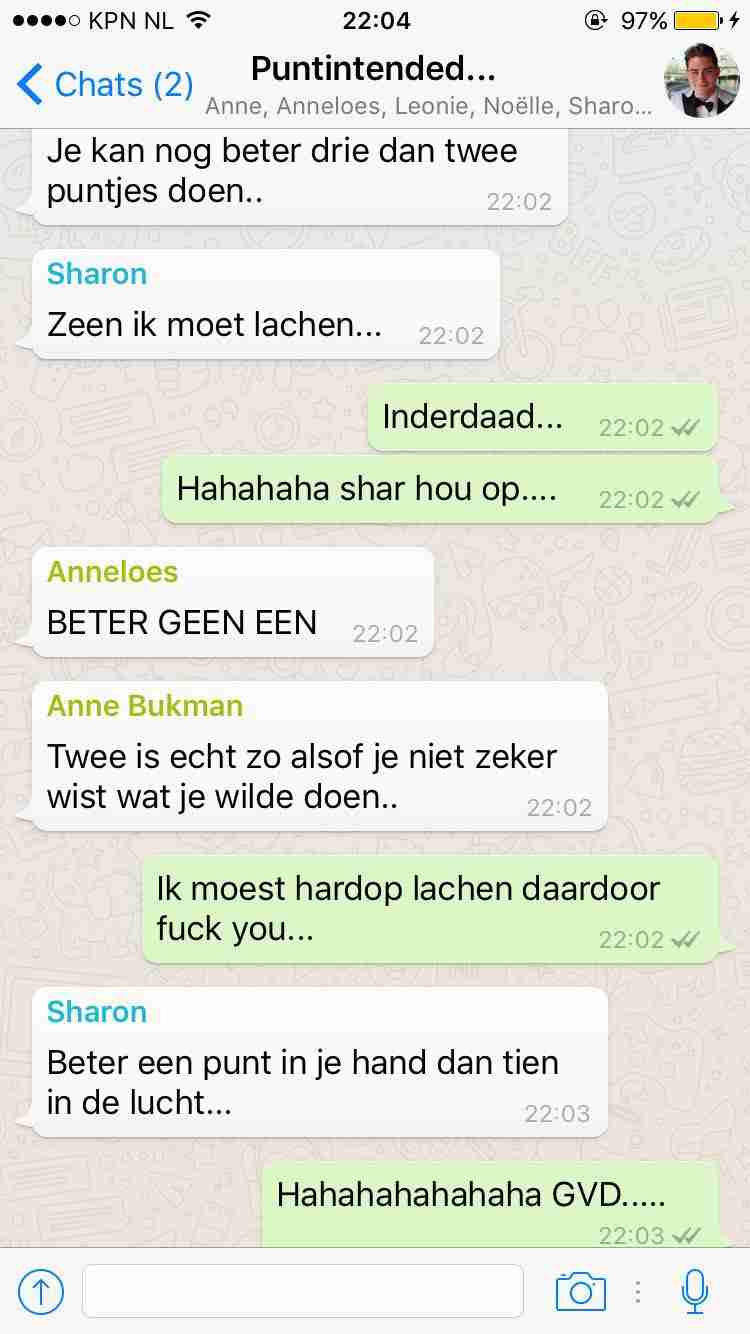 KPN NL 22:04 97%
Chats (2) Puntintended...
Anne, Anneloes, Leonie, Noëlle, Sharo...
Je kan nog beter drie dan twee
puntjes doen..
22:02
Sharon
Zeen ik moet lachen...
22:02
Inderdaad...
22:02
Hahahaha shar hou op....
22:02
Anneloes
BETER GEEN EEN
22:02
Anne Bukman
Twee is echt zo alsof je niet zeker
wist wat je wilde doen..
22:02
Ik moest hardop lachen daardoor
fuck you...
22:02
Sharon
Beter een punt in je hand dan tien
in de lucht...
22:03
Hahahahahahaha GVD.....
22:03